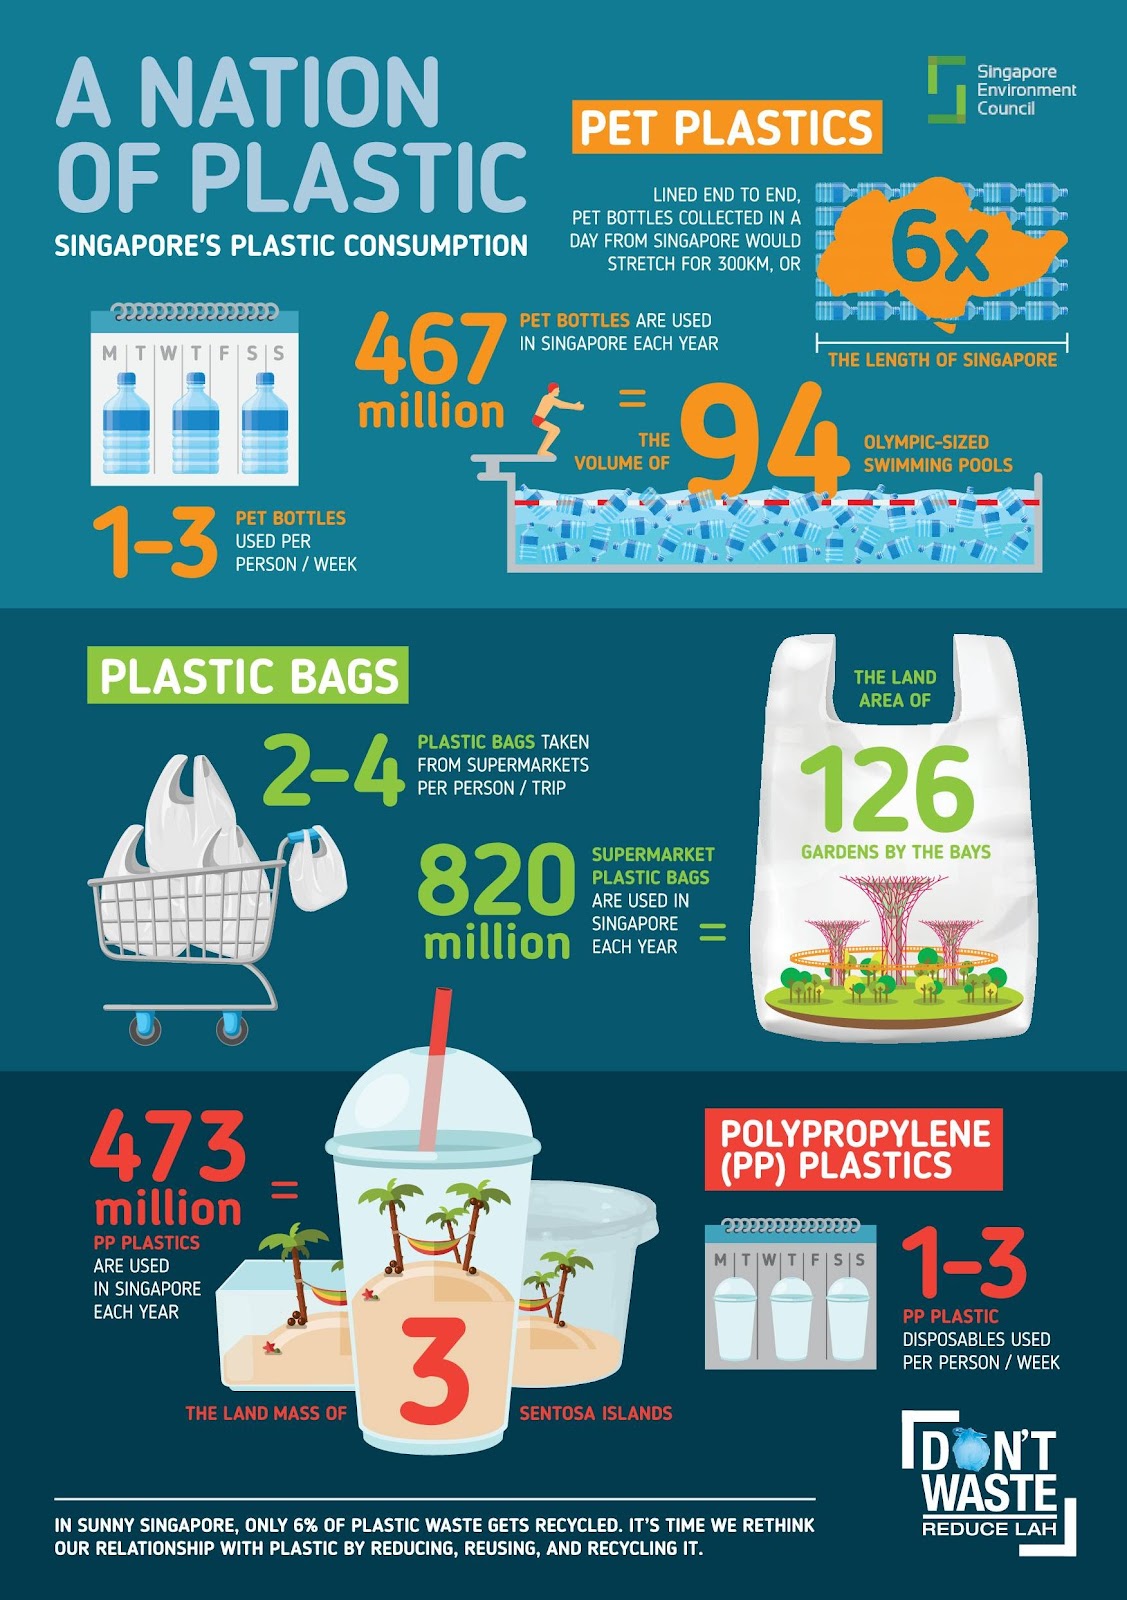 A NATION
OF PLASTIC
SINGAPORE'S PLASTIC CONSUMPTION
Singapore
Environment
Council
PET PLASTICS
LINED END TO END,
PET BOTTLES COLLECTED IN A
DAY FROM SINGAPORE WOULD
STRETCH FOR 300KM, OR
6x
THE LENGTH OF SINGAPORE
M T W T F S S
1-3
PET BOTTLES
USED PER
PERSON / WEEK
467
million
PET BOTTLES ARE USED
IN SINGAPORE EACH YEAR
=
THE
VOLUME OF
94
OLYMPIC-SIZED
SWIMMING POOLS
PLASTIC BAGS
2-4
PLASTIC BAGS TAKEN
FROM SUPERMARKETS
PER PERSON / TRIP
820
million
SUPERMARKET
PLASTIC BAGS
ARE USED IN
SINGAPORE
EACH YEAR
=
THE LAND
AREA OF
126
GARDENS BY THE BAYS
473
million
PP PLASTICS
ARE USED
IN SINGAPORE
EACH YEAR
=
THE LAND MASS OF
3
SENTOSA ISLANDS
POLYPROPYLENE
(PP) PLASTICS
M T W T F S S
1-3
PP PLASTIC
DISPOSABLES USED
PER PERSON / WEEK
IN SUNNY SINGAPORE, ONLY 6% OF PLASTIC WASTE GETS RECYCLED. IT'S TIME WE RETHINK
OUR RELATIONSHIP WITH PLASTIC BY REDUCING, REUSING, AND RECYCLING IT.
DON'T
WASTE
REDUCE LAH